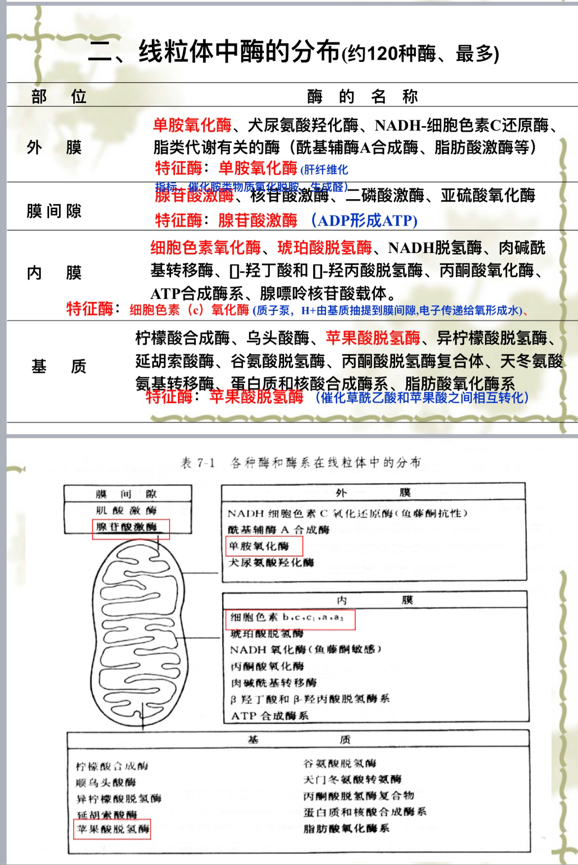 二、线粒体中酶的分布(约120种酶、最多)
部 位 酶 的 名 称
外 膜
单胺氧化酶、犬尿氨酸羟化酶、NADH-细胞色素C还原酶、
脂类代谢有关的酶（酰基辅酶A合成酶、脂肪酸激酶等）
特征酶：单胺氧化酶 (肝纤维化
指标，催化胺类物质氧化脱胺，生成醛)
膜间隙
腺苷酸激酶、核苷酸激酶、二磷酸激酶、亚硫酸氧化酶
特征酶：腺苷酸激酶 （ADP形成ATP)
内 膜
细胞色素氧化酶、琥珀酸脱氢酶、NADH脱氢酶、肉碱酰
基转移酶、▯-羟丁酸和 ▯-羟丙酸脱氢酶、丙酮酸氧化酶、
ATP合成酶系、腺嘌呤核苷酸载体。
特征酶：细胞色素（c）氧化酶 (质子泵，H+由基质抽提到膜间隙,电子传递给氧形成水)、
基 质
柠檬酸合成酶、乌头酸酶、苹果酸脱氢酶、异柠檬酸脱氢酶、
延胡索酸酶、谷氨酸脱氢酶、丙酮酸脱氢酶复合体、天冬氨酸
氨基转移酶、蛋白质和核酸合成酶系、脂肪酸氧化酶系
特征酶：苹果酸脱氢酶 （催化草酰乙酸和苹果酸之间相互转化）
表 7-1 各种酶和酶系在线粒体中的分布
膜 间 隙
肌 酸 激 酶
腺苷酸激酶
外 膜
NADH 细胞色素 C 氧化还原酶(鱼藤酮抗性)
酰基辅酶 A 合成酶
单胺氧化酶
犬尿氨酸羟化酶
内 膜
细胞色素 b,c,c₁,a,a₃
琥珀酸脱氢酶
NADH 氧化酶(鱼藤酮敏感)
丙酮酸氧化酶
肉碱酰基转移酶
β 羟丁酸和 β-羟丙酸脱氢酶系
ATP 合成酶系
基 质
柠檬酸合成酶
顺乌头酸酶
异柠檬酸脱氢酶
延胡索酸酶
苹果酸脱氢酶
谷氨酸脱氢酶
天门冬氨酸转氨酶
丙酮酸脱氢酶复合物
蛋白质和核酸合成酶系
脂肪酸氧化酶系